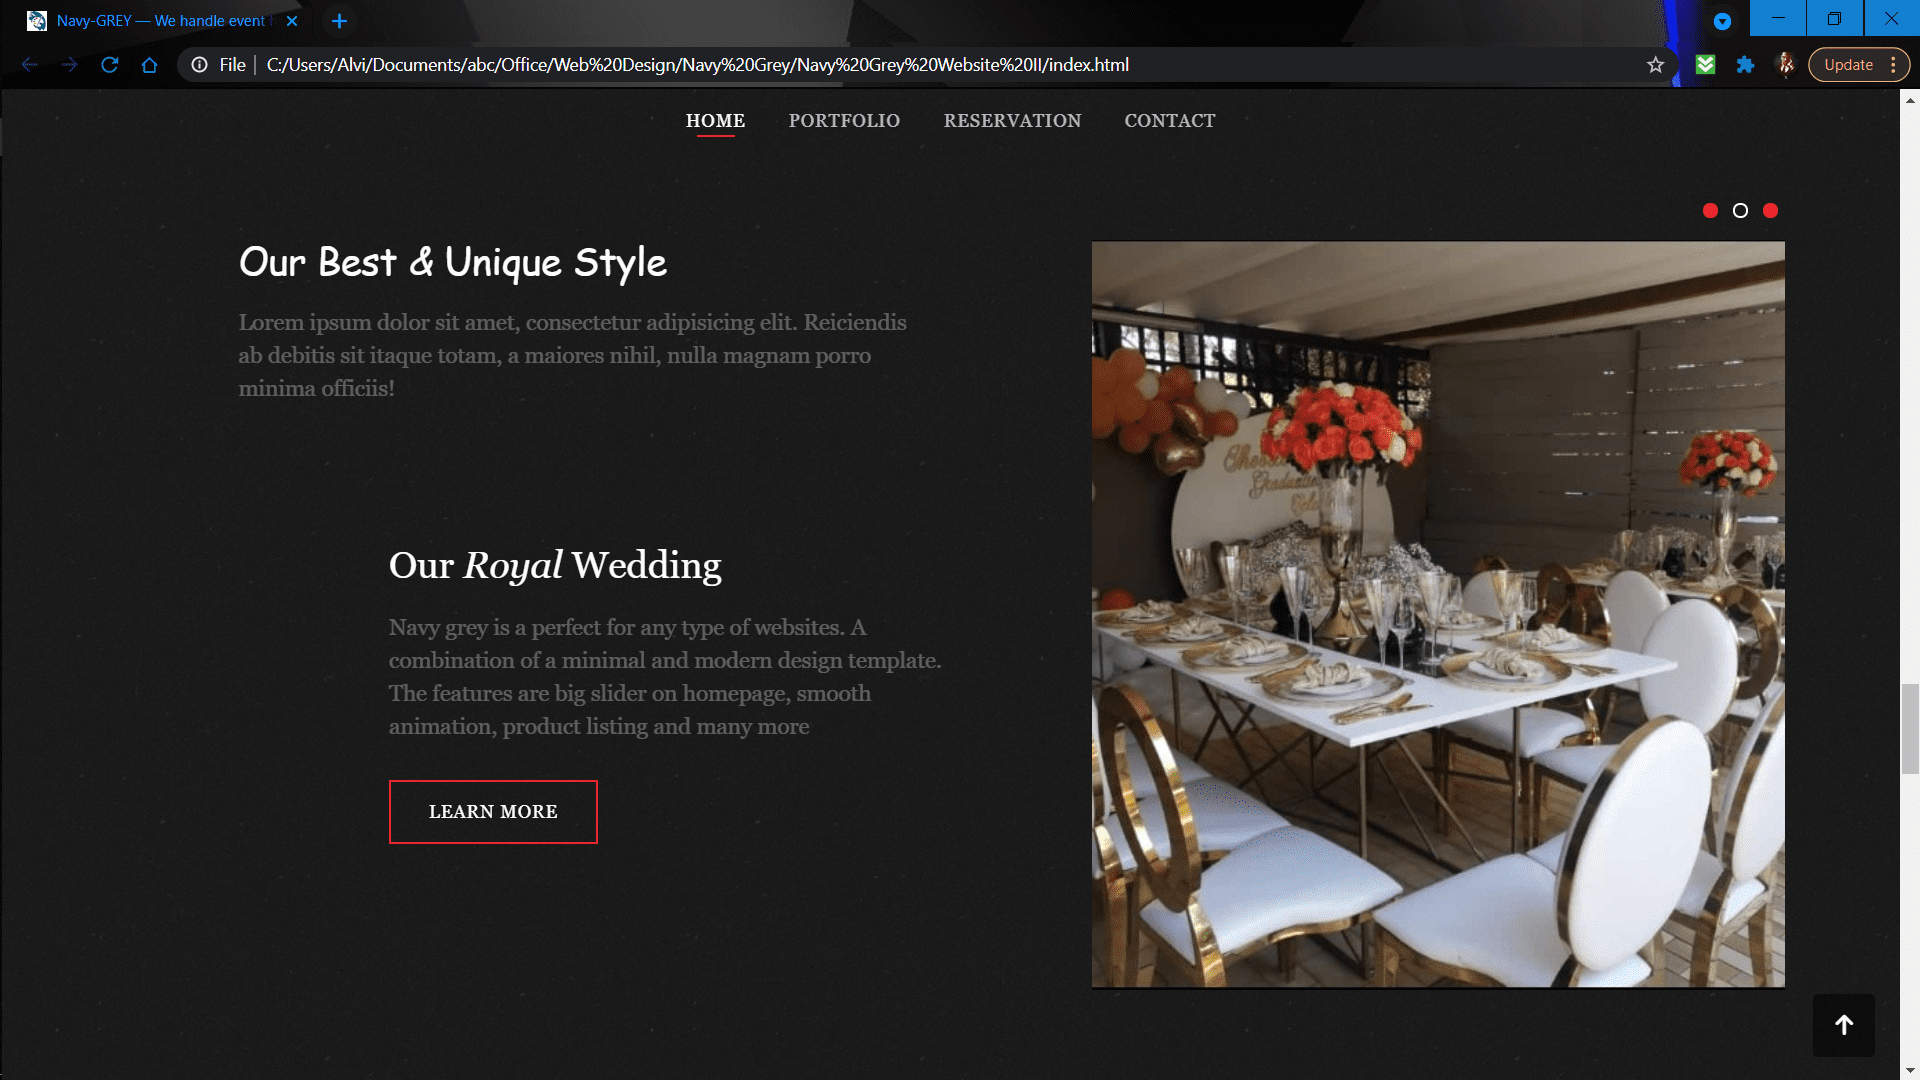 Navy-GREY — We handle event
File
C:/Users/Alvi/Documents/abc/Office/Web%20Design/Navy%20Grey/Navy%20Grey%20Website%20II/index.html
Update
HOME PORTFOLIO RESERVATION CONTACT
Our Best & Unique Style
Lorem ipsum dolor sit amet, consectetur adipisicing elit. Reiciendis
ab debitis sit itaque totam, a maiores nihil, nulla magnam porro
minima officiis!
Our Royal Wedding
Navy grey is a perfect for any type of websites. A
combination of a minimal and modern design template.
The features are big slider on homepage, smooth
animation, product listing and many more
LEARN MORE